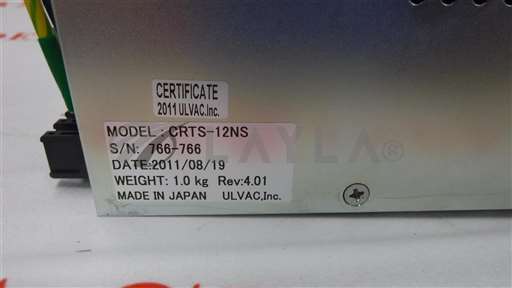 CERTIFICATE
2011 ULVAC.Inc.
MODEL : CRTS-12NS
S/N: 766-766
DATE:2011/08/19
WEIGHT: 1.0 kg Rev:4.01
MADE IN JAPAN ULVAC,Inc.